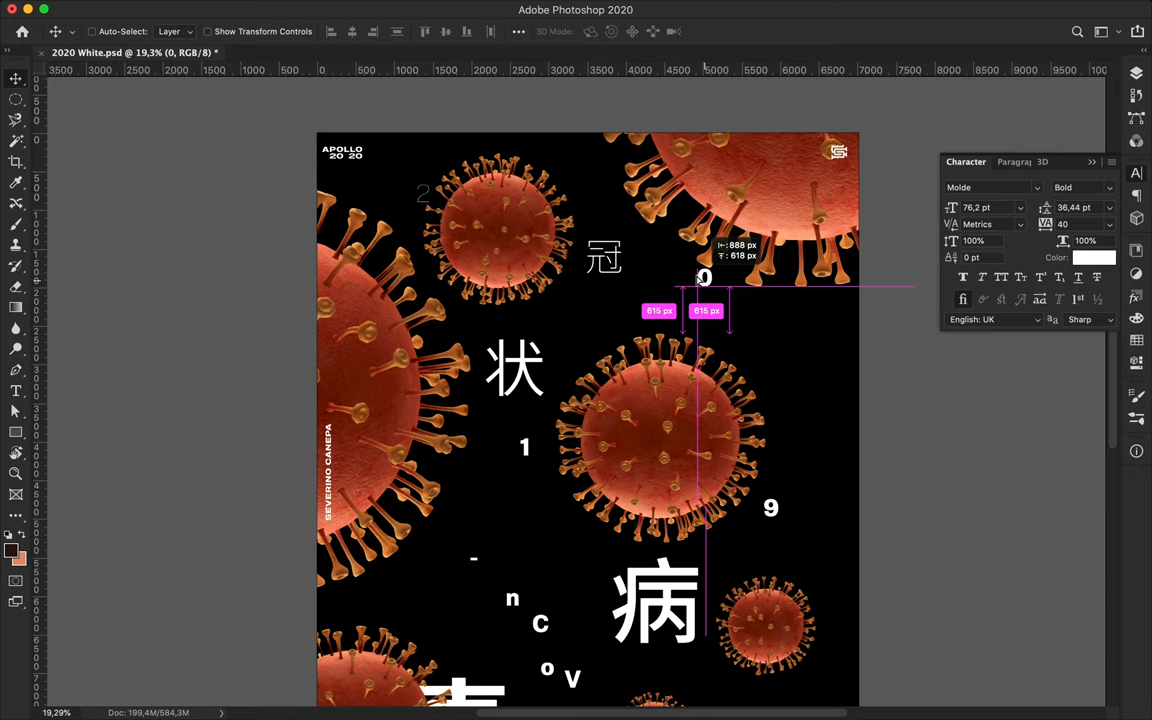 Adobe Photoshop 2020
Auto-Select: Layer Show Transform Controls 3D Mode:
2020 White.psd @ 19,3% (0, RGB/8) *
3500 3000 2500 2000 1500 1000 500 0 500 1000 1500 2000 2500 3000 3500 4000 4500 5000 5500 6000 6500 7000 7500 8000 8500 9000 9500
APOLLO
20 20
2
冠
888 px
618 px
0
615 px 615 px
状
1
SEVERINO CANEPA
9
-
n
C
病
o
V
Character Paragraph 3D
Molde Bold
76,2 pt 36,44 pt
Metrics 40
100% 100%
0 pt Color:
English: UK Sharp
19,29% Doc: 199,4M/584,3M